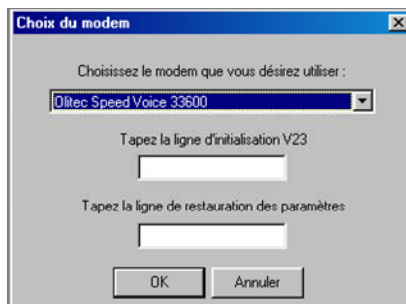 Choix du modem
Choisissez le modem que vous désirez utiliser :
Olitec Speed Voice 33600
Tapez la ligne d'initialisation V23
Tapez la ligne de restauration des paramètres
OK
Annuler